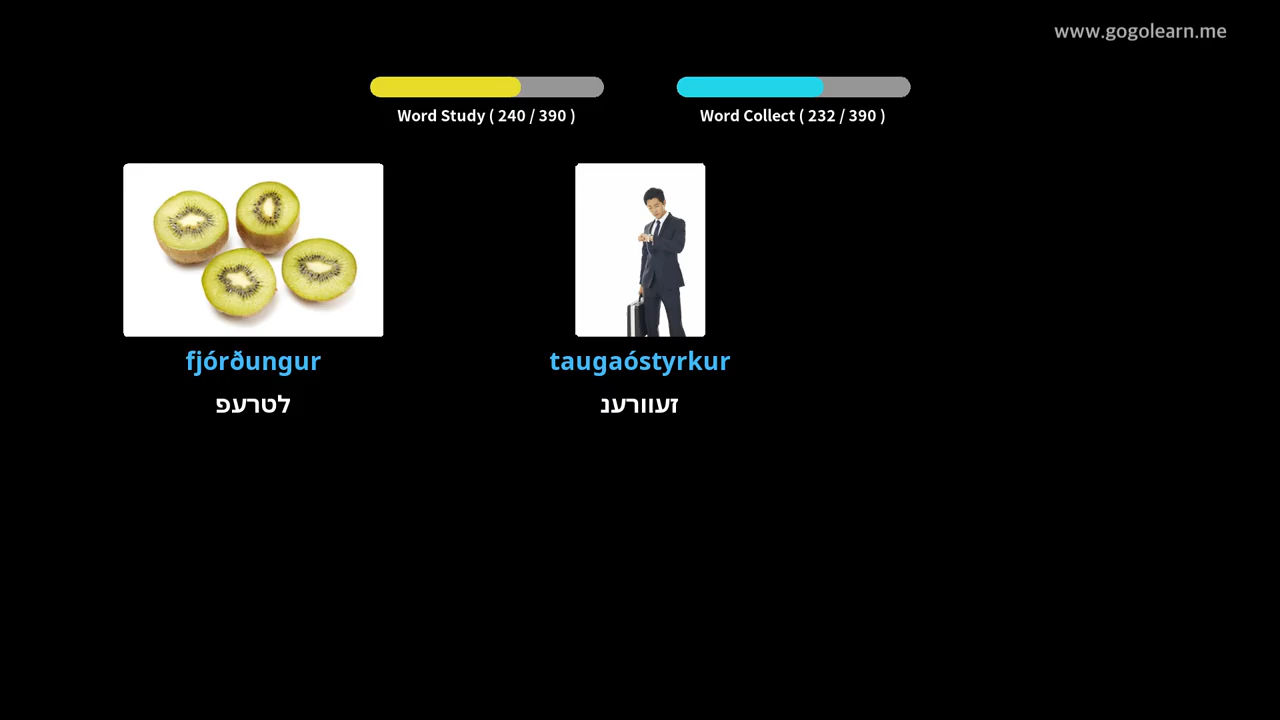 www.gogolearn.me
Word Study ( 240 / 390 )
Word Collect ( 232 / 390 )
fjórðungur
taugaóstyrkur
לטרעפ
זעוורענ